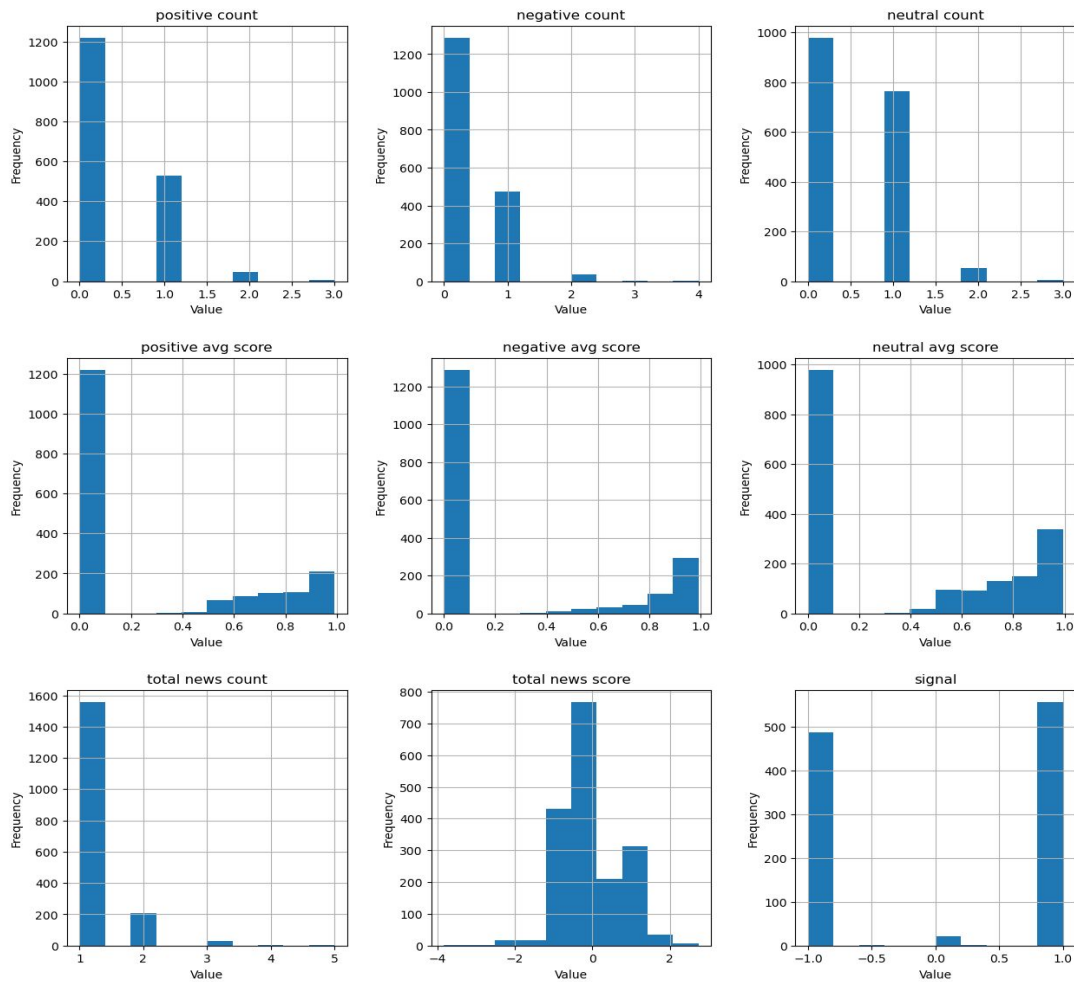 positive count
1200
1000
800
600
400
200
0
Frequency
0.0 0.5 1.0 1.5 2.0 2.5 3.0
Value
negative count
1200
1000
800
600
400
200
0
Frequency
0 1 2 3 4
Value
neutral count
1000
800
600
400
200
0
Frequency
0.0 0.5 1.0 1.5 2.0 2.5 3.0
Value
positive avg score
1200
1000
800
600
400
200
0
Frequency
0.0 0.2 0.4 0.6 0.8 1.0
Value
negative avg score
1200
1000
800
600
400
200
0
Frequency
0.0 0.2 0.4 0.6 0.8 1.0
Value
neutral avg score
1000
800
600
400
200
0
Frequency
0.0 0.2 0.4 0.6 0.8 1.0
Value
total news count
1600
1400
1200
1000
800
600
400
200
0
Frequency
1 2 3 4 5
Value
total news score
800
700
600
500
400
300
200
100
0
Frequency
−4 −2 0 2
Value
signal
500
400
300
200
100
0
Frequency
−1.0 −0.5 0.0 0.5 1.0
Value